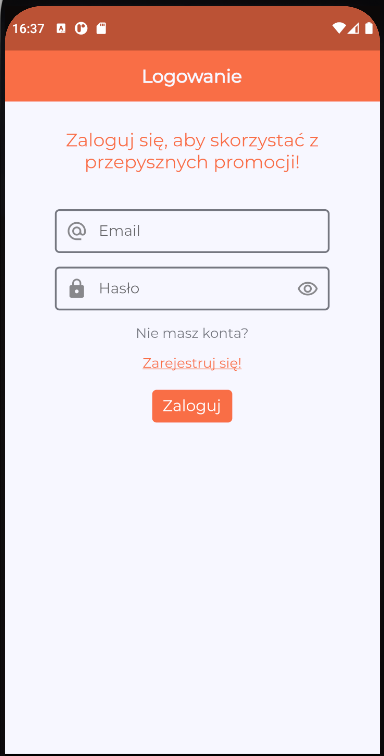 16:37
Logowanie
Zaloguj się, aby skorzystać z
przepysznych promocji!
Email
Hasło
Nie masz konta?
Zarejestruj się!
Zaloguj